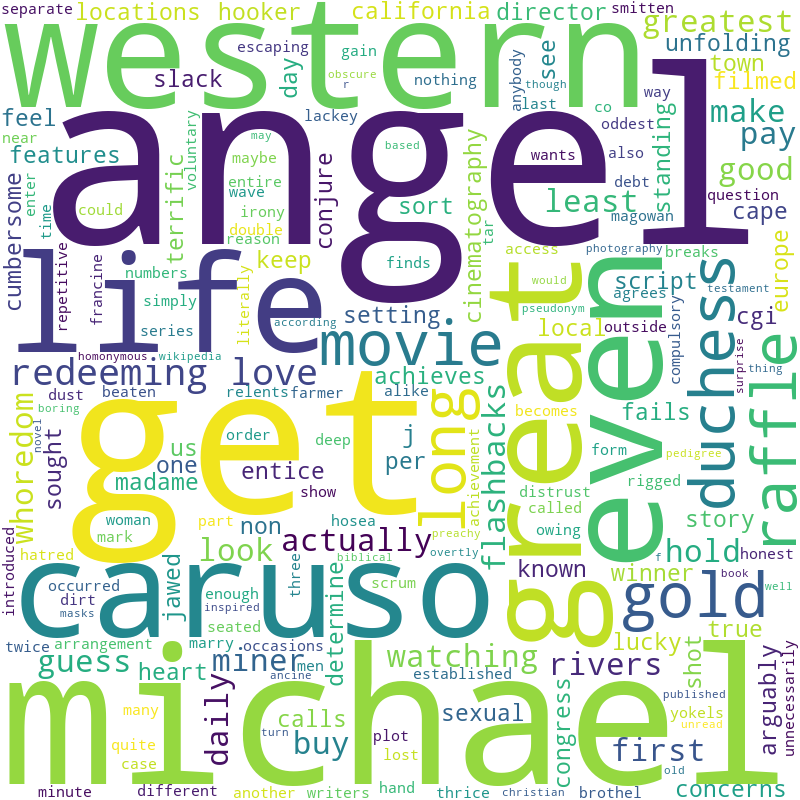 separate
locations
hooker
california
director
smitten
greatest
western
escaping
gain
obscure
r
nothing
anybody
see
unfolding
town
filmed
slack
day
feel
near
lackey
though
last
co
oddest
way
make
pay
angel
features
terrific
voluntary
maybe
entire
wave
irony
double
reason
conjure
based
may
sort
finds
cinematography
tar
wants
also
least
debt
magowan
standing
good
question
cape
cumbersome
enter
time
repetitive
could
francine
numbers
simply
series
keep
literally
according
setting
access
would
pseudonym
photography
breaks
script
agrees
local
outside
compulsory
cgi
testament
surprise
thing
europe
life
homonymous
wikipedia
movie
great
even
duchess
raffle
redeeming love
dust
beaten
relents
farmer
alike
achieves
boring
novel
whoredom
sought
us
one
madame
order
deep
j
per
get
long
flashbacks
achievement
becomes
fails
form
pedigree
distrust
rigged
called
owing
story
woman
mark
part
show
entice
non
hosea
actually
preachy
overtly
biblical
introduced
hatred
look
known
hold
honest
f
book
well
winner
caruso
occurred
dirt
masks
jawed
enough
inspired
three
scrum
seated
determine
gold
twice
arrangement
marry
occasions
lucky
true
guess
heart
miner
men
ancine
watching
established
rivers
shot
arguably
unnecessarily
michael
daily
calls
sexual
congress
published
yokels
unread
many
quite
case
turn
buy
plot
lost
first
old
concerns
minute
different
another
writers
hand
thrice
christian
brothel